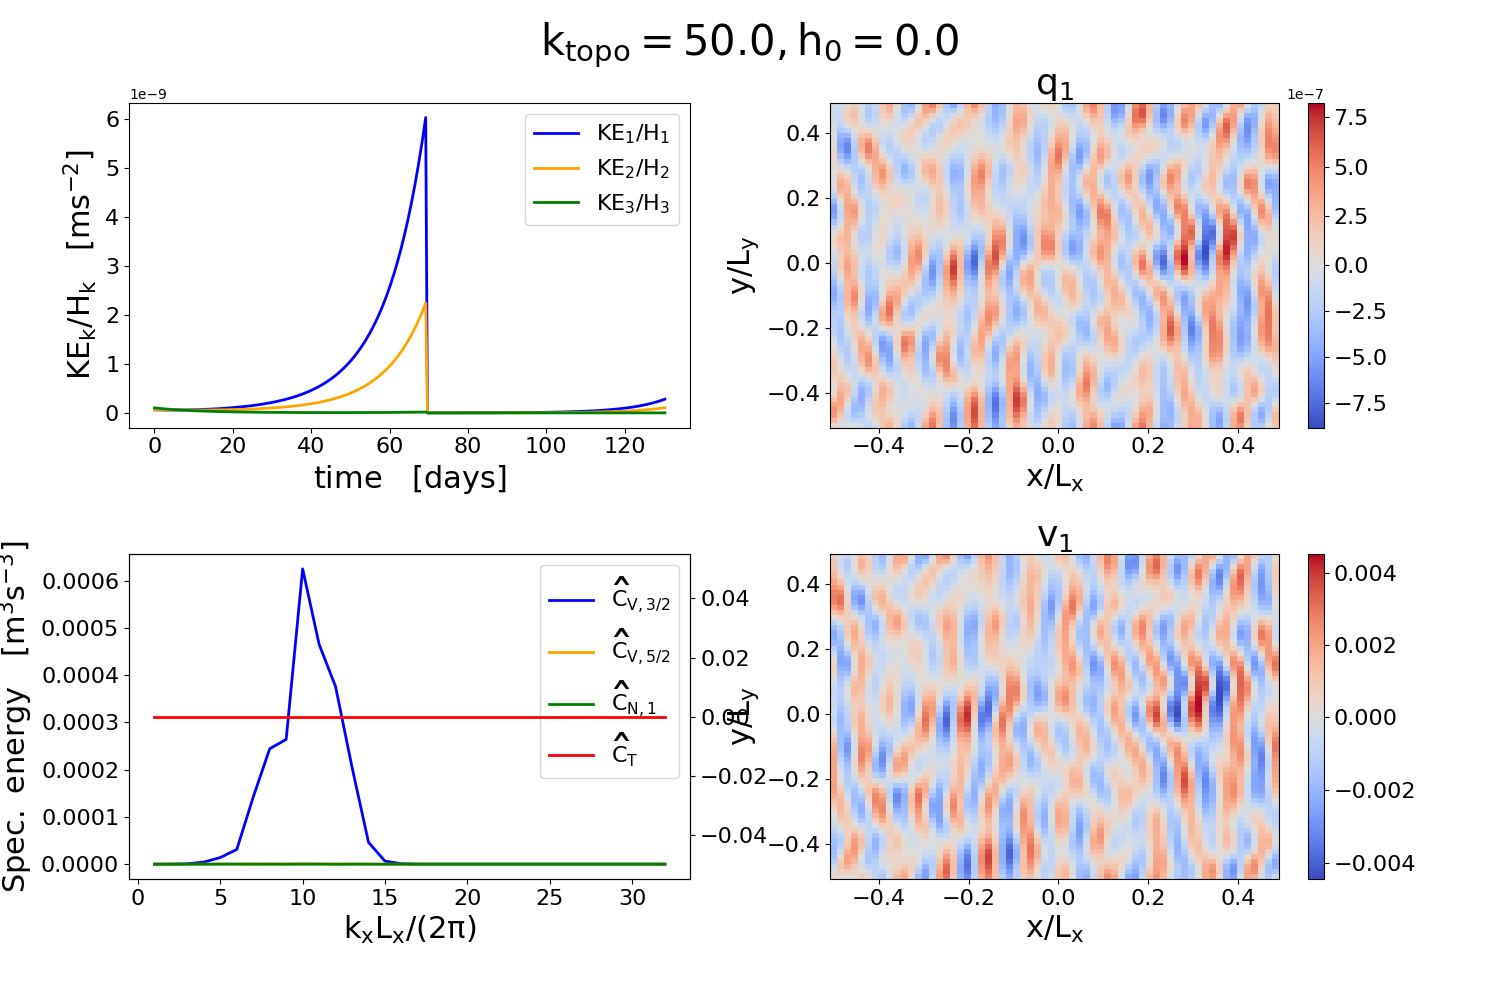 k_topo = 50.0, h_0 = 0.0
1e−9
KE_k/H_k [ms^−2]
6
5
4
3
2
1
0
KE_1/H_1
KE_2/H_2
KE_3/H_3
0 20 40 60 80 100 120
time [days]
q_1
y/L_y
0.4
0.2
0.0
−0.2
−0.4
−0.4 −0.2 0.0 0.2 0.4
x/L_x
1e−7
7.5
5.0
2.5
0.0
−2.5
−5.0
−7.5
Spec. energy [m^3s^−3]
0.0006
0.0005
0.0004
0.0003
0.0002
0.0001
0.0000
Ĉ_V,3/2
Ĉ_V,5/2
Ĉ_N,1
Ĉ_T
0.04
0.02
0.00
−0.02
−0.04
0 5 10 15 20 25 30
k_xL_x/(2π)
v_1
y/L_y
0.4
0.2
0.0
−0.2
−0.4
−0.4 −0.2 0.0 0.2 0.4
x/L_x
0.004
0.002
0.000
−0.002
−0.004